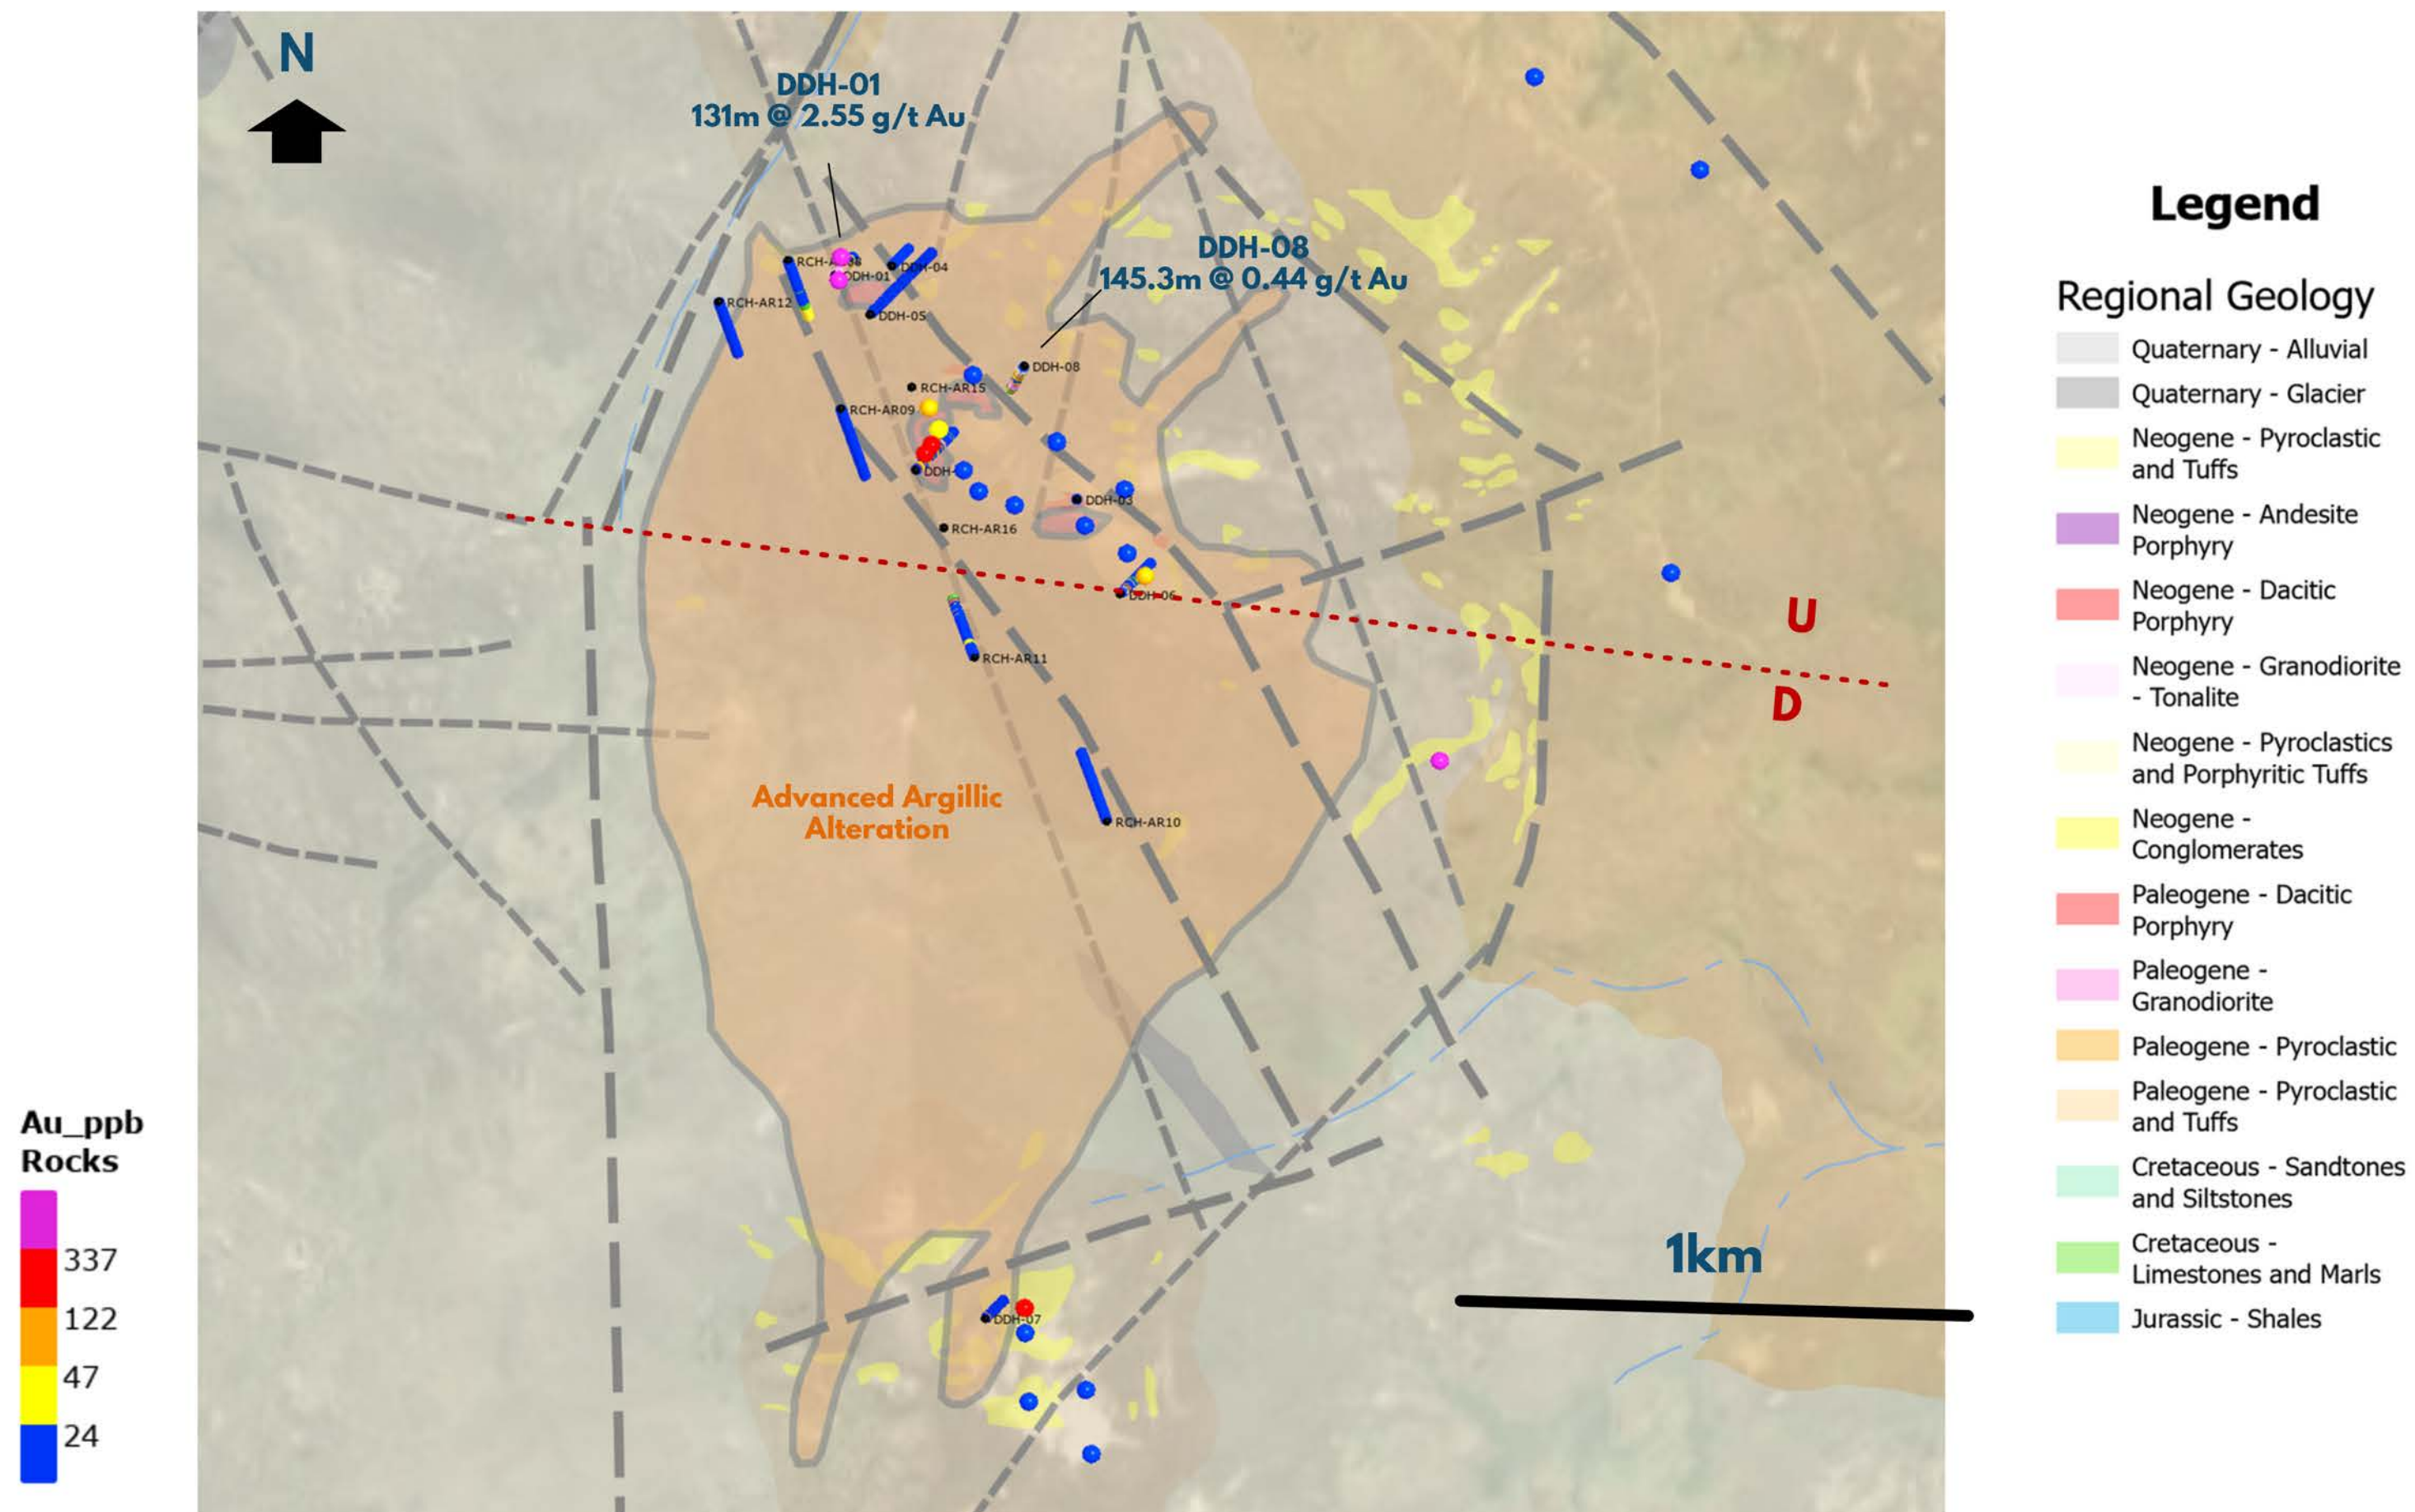 N
DDH-01
131m @ 2.55 g/t Au
DDH-08
145.3m @ 0.44 g/t Au
DDH-01
DDH-04
RCH-AR12
DDH-05
DDH-08
RCH-AR15
RCH-AR09
DDH-
DDH-03
RCH-AR16
DDH-06
RCH-AR11
U
D
Advanced Argillic
Alteration
RCH-AR10
DDH-07
1km
Au_ppb
Rocks
337
122
47
24
Legend
Regional Geology
Quaternary - Alluvial
Quaternary - Glacier
Neogene - Pyroclastic
and Tuffs
Neogene - Andesite
Porphyry
Neogene - Dacitic
Porphyry
Neogene - Granodiorite
- Tonalite
Neogene - Pyroclastics
and Porphyritic Tuffs
Neogene -
Conglomerates
Paleogene - Dacitic
Porphyry
Paleogene -
Granodiorite
Paleogene - Pyroclastic
Paleogene - Pyroclastic
and Tuffs
Cretaceous - Sandtones
and Siltstones
Cretaceous -
Limestones and Marls
Jurassic - Shales